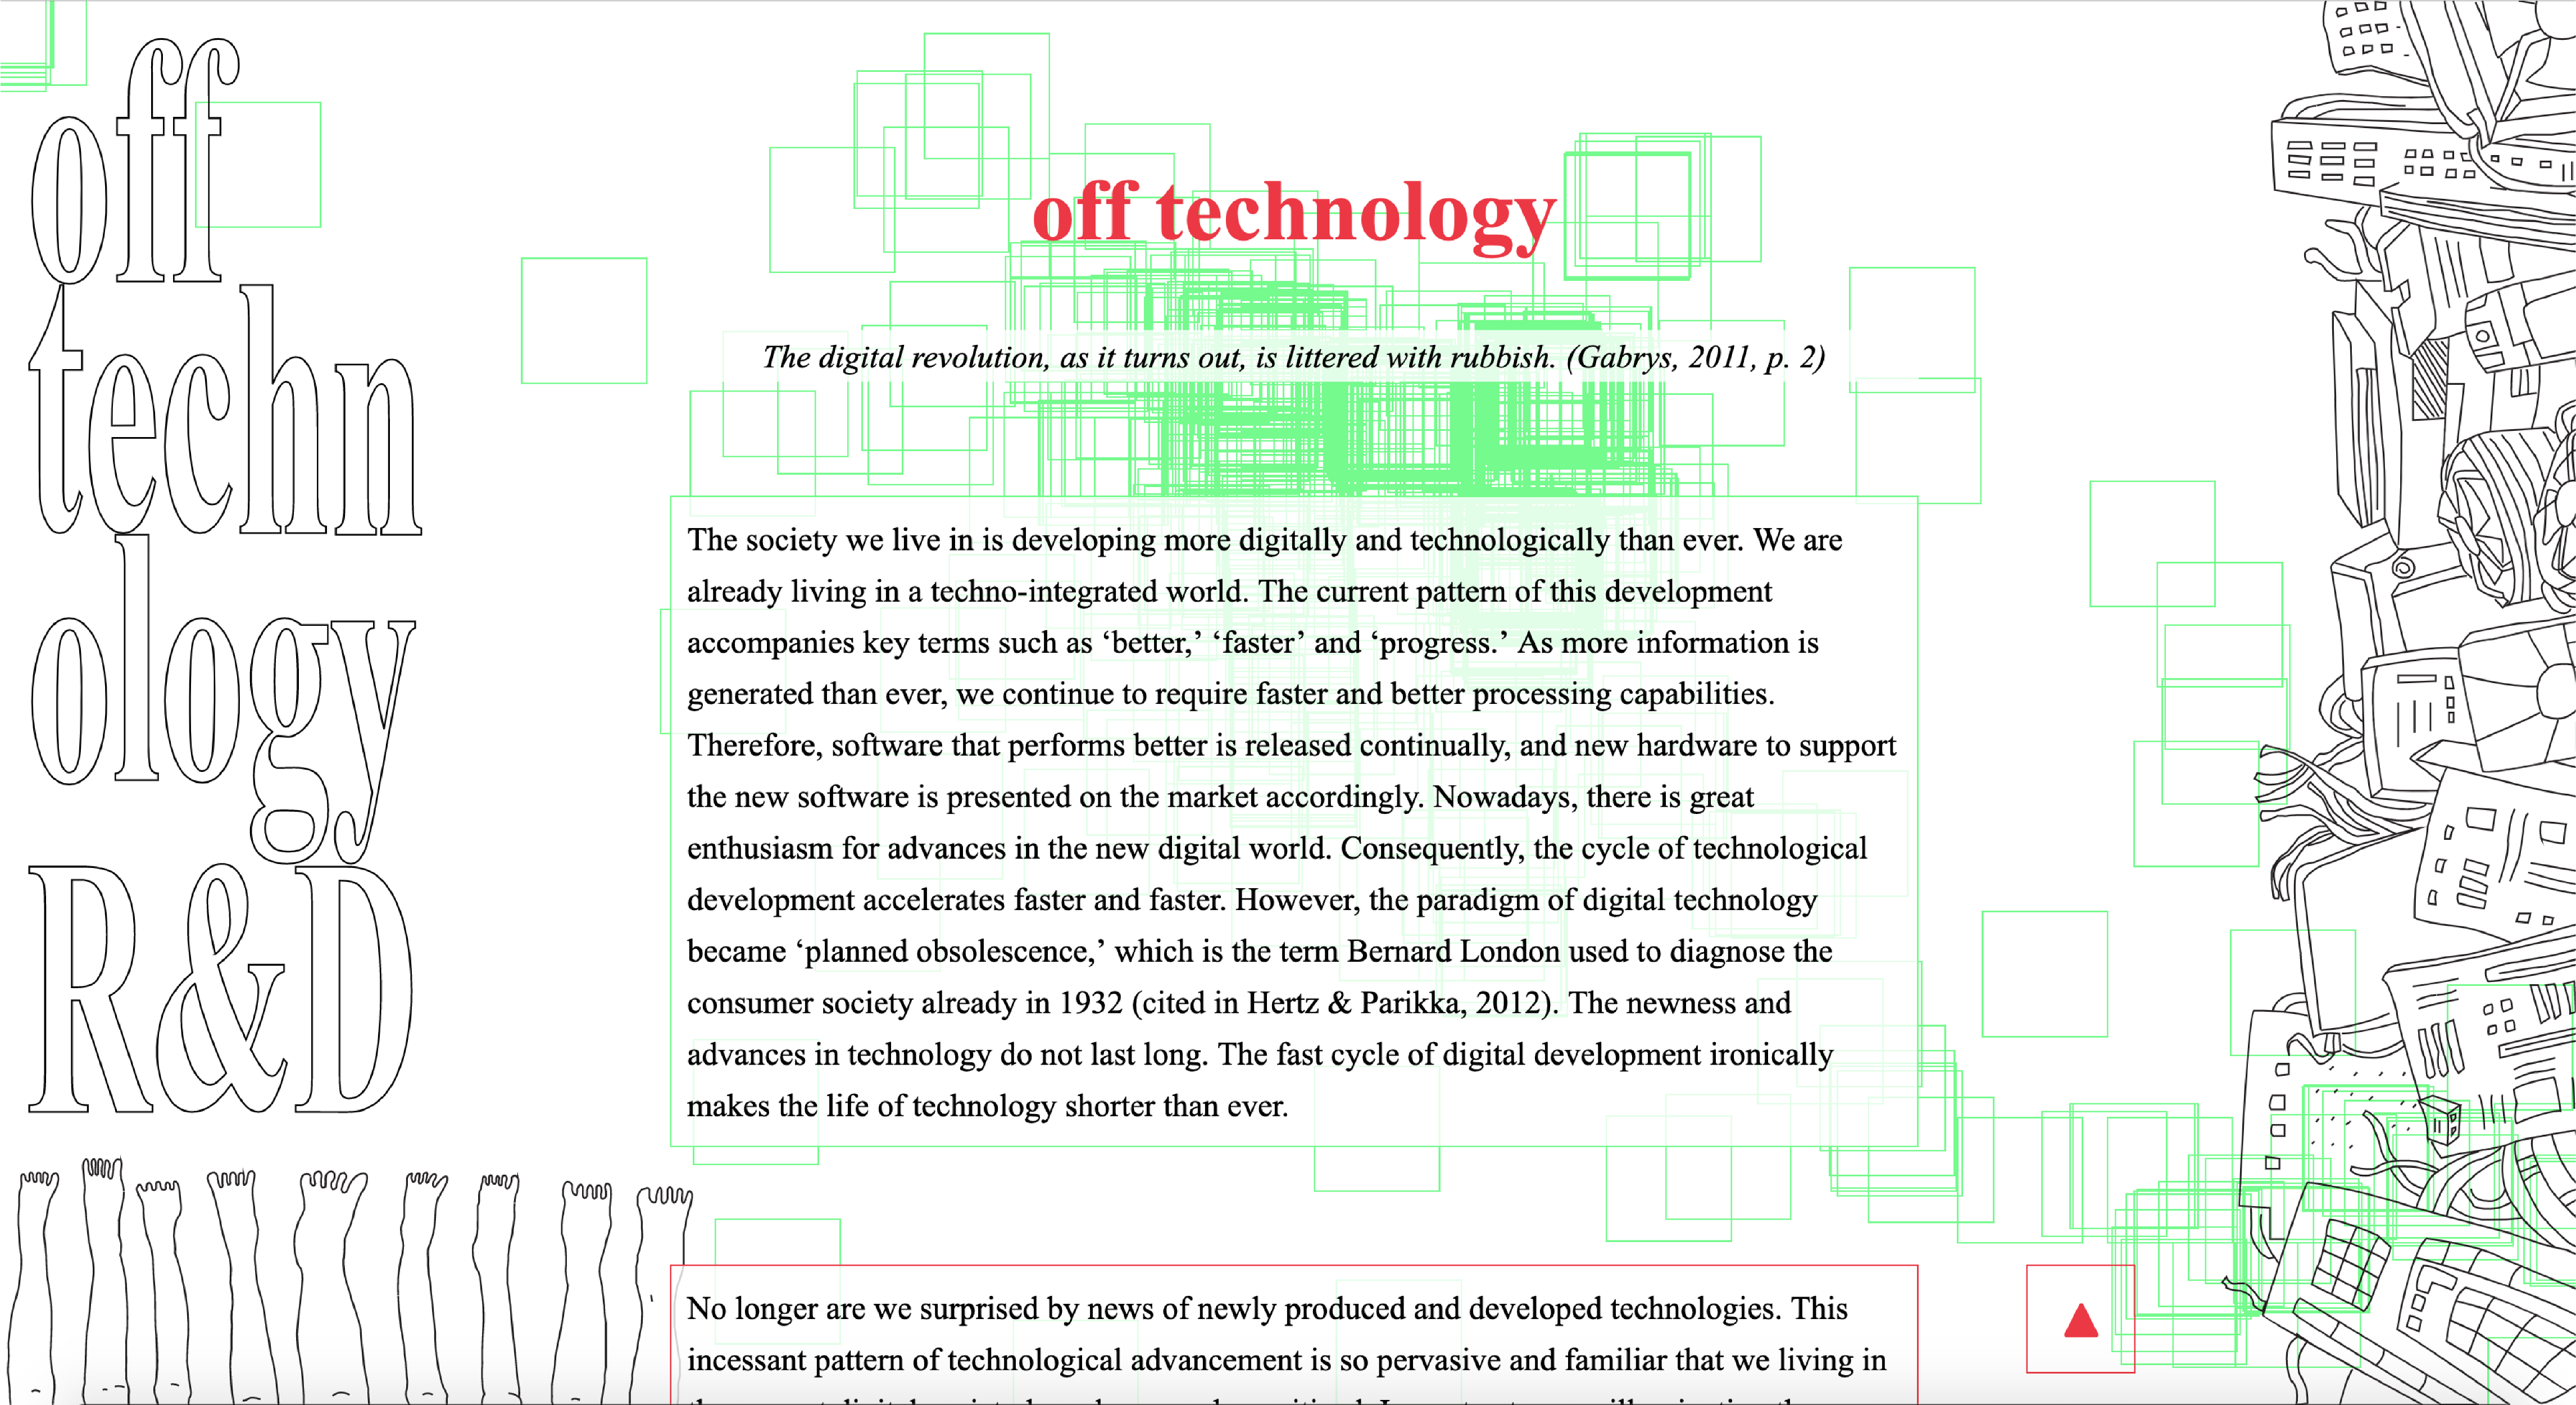 off
techn
ology
R&D
off technology
The digital revolution, as it turns out, is littered with rubbish. (Gabrys, 2011, p. 2)
The society we live in is developing more digitally and technologically than ever. We are
already living in a techno-integrated world. The current pattern of this development
accompanies key terms such as ‘better,’ ‘faster’ and ‘progress.’ As more information is
generated than ever, we continue to require faster and better processing capabilities.
Therefore, software that performs better is released continually, and new hardware to support
the new software is presented on the market accordingly. Nowadays, there is great
enthusiasm for advances in the new digital world. Consequently, the cycle of technological
development accelerates faster and faster. However, the paradigm of digital technology
became ‘planned obsolescence,’ which is the term Bernard London used to diagnose the
consumer society already in 1932 (cited in Hertz & Parikka, 2012). The newness and
advances in technology do not last long. The fast cycle of digital development ironically
makes the life of technology shorter than ever.
No longer are we surprised by news of newly produced and developed technologies. This
incessant pattern of technological advancement is so pervasive and familiar that we living in